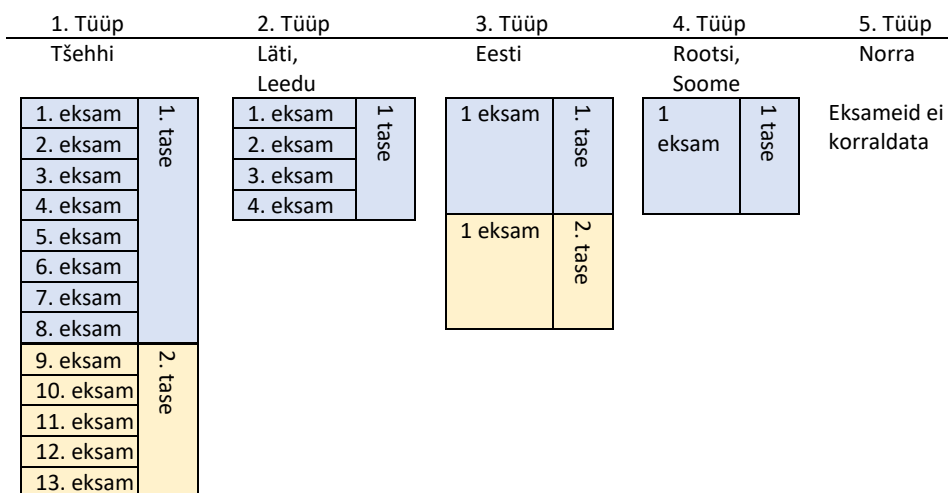 1. Tüüp 2. Tüüp 3. Tüüp 4. Tüüp 5. Tüüp
Tšehhi Läti, Eesti Rootsi, Norra
Leedu Soome
1. eksam 1. tase 1. eksam 1 tase 1 eksam 1. tase 1 1 tase Eksameid ei
2. eksam 2. eksam eksam korraldata
3. eksam 3. eksam
4. eksam 4. eksam
5. eksam 1 eksam 2. tase
6. eksam
7. eksam
8. eksam
9. eksam 2. tase
10. eksam
11. eksam
12. eksam
13. eksam